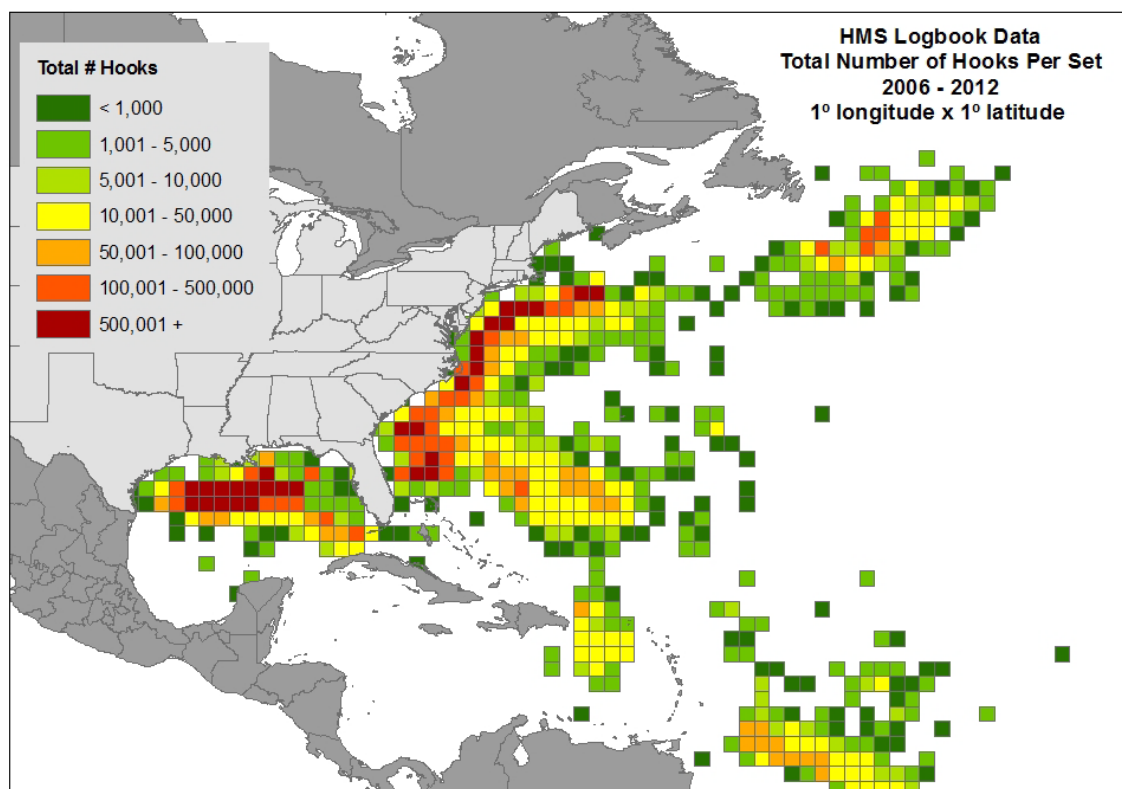 HMS Logbook Data
Total Number of Hooks Per Set
2006 - 2012
1º longitude x 1º latitude
Total # Hooks
< 1,000
1,001 - 5,000
5,001 - 10,000
10,001 - 50,000
50,001 - 100,000
100,001 - 500,000
500,001 +